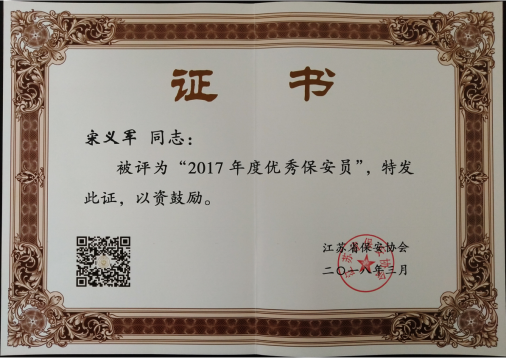 证书
宋义军 同志：
被评为“2017年度优秀保安员”，特发
此证，以资鼓励。
江苏省保安协会
二〇一八年三月